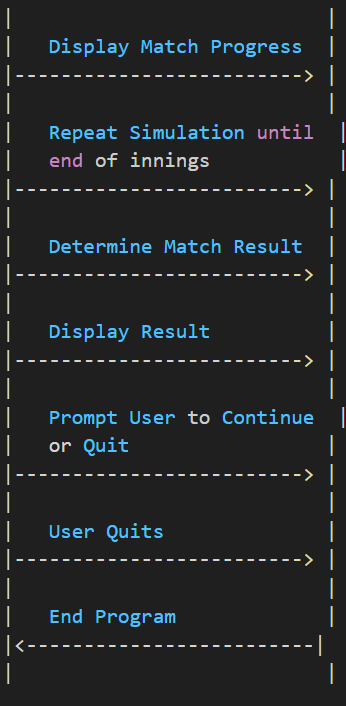 |                           |
|   Display Match Progress  |
|-------------------------> |
|                           |
|   Repeat Simulation until  |
|   end of innings           |
|-------------------------> |
|                           |
|   Determine Match Result  |
|-------------------------> |
|                           |
|   Display Result          |
|-------------------------> |
|                           |
|   Prompt User to Continue  |
|   or Quit                 |
|-------------------------> |
|                           |
|   User Quits              |
|-------------------------> |
|                           |
|   End Program             |
|<-------------------------|
|                           |